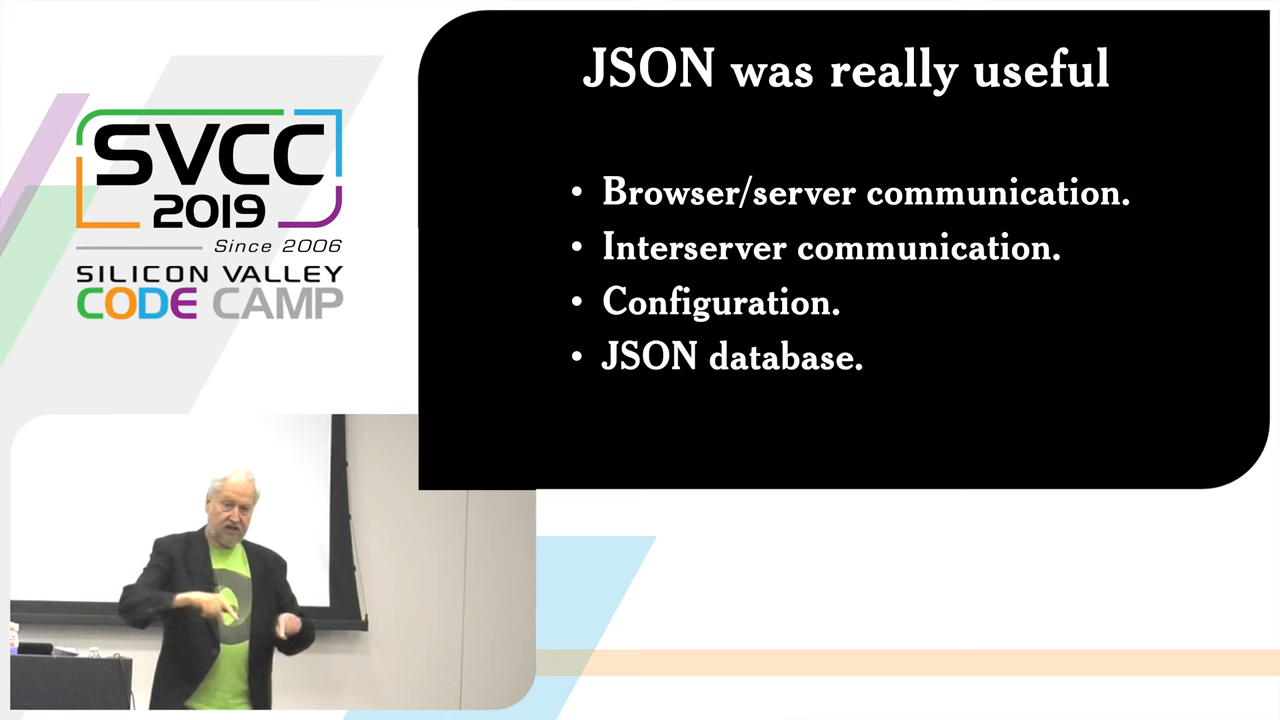 SVCC
2019
Since 2006
SILICON VALLEY
CODE CAMP
JSON was really useful
• Browser/server communication.
• Interserver communication.
• Configuration.
• JSON database.